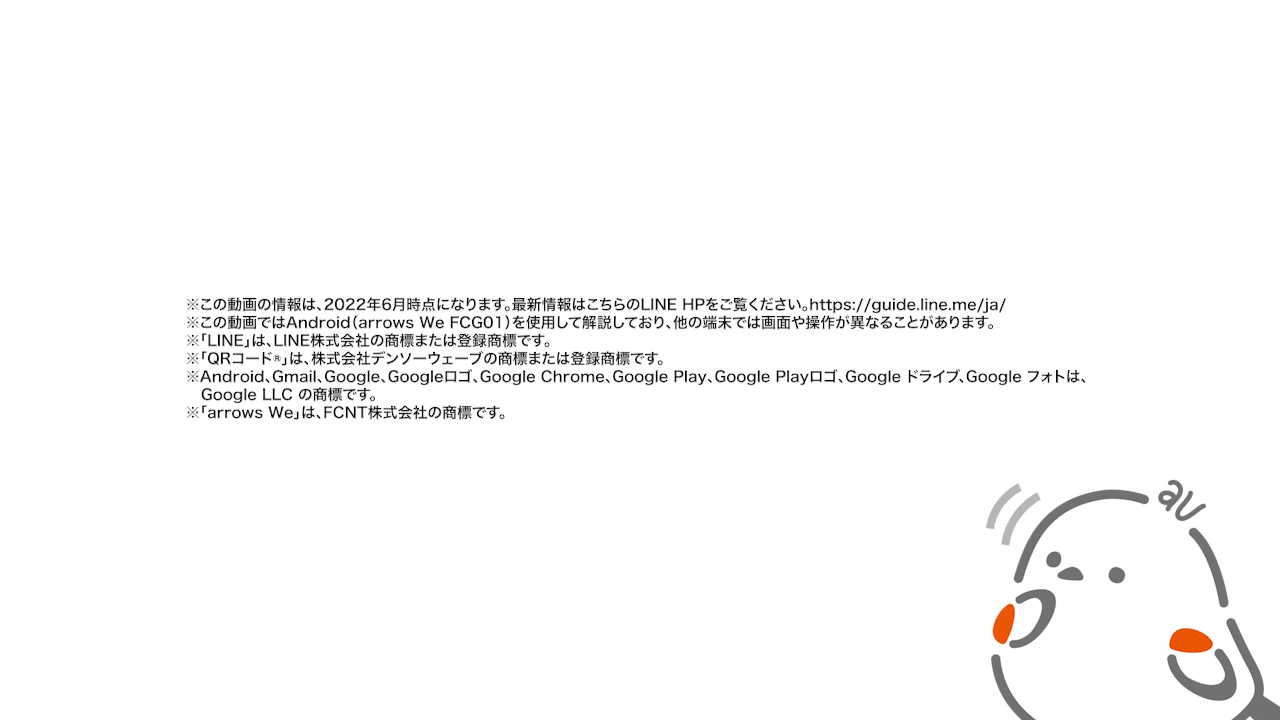 ※この動画の情報は、2022年6月時点になります。最新情報はこちらのLINE HPをご覧ください。https://guide.line.me/ja/
※この動画ではAndroid（arrows We FCG01）を使用して解説しており、他の端末では画面や操作が異なることがあります。
※「LINE」は、LINE株式会社の商標または登録商標です。
※「QRコード®」は、株式会社デンソーウェーブの商標または登録商標です。
※Android、Gmail、Google、Googleロゴ、Google Chrome、Google Play、Google Playロゴ、Google ドライブ、Google フォトは、
Google LLC の商標です。
※「arrows We」は、FCNT株式会社の商標です。
au